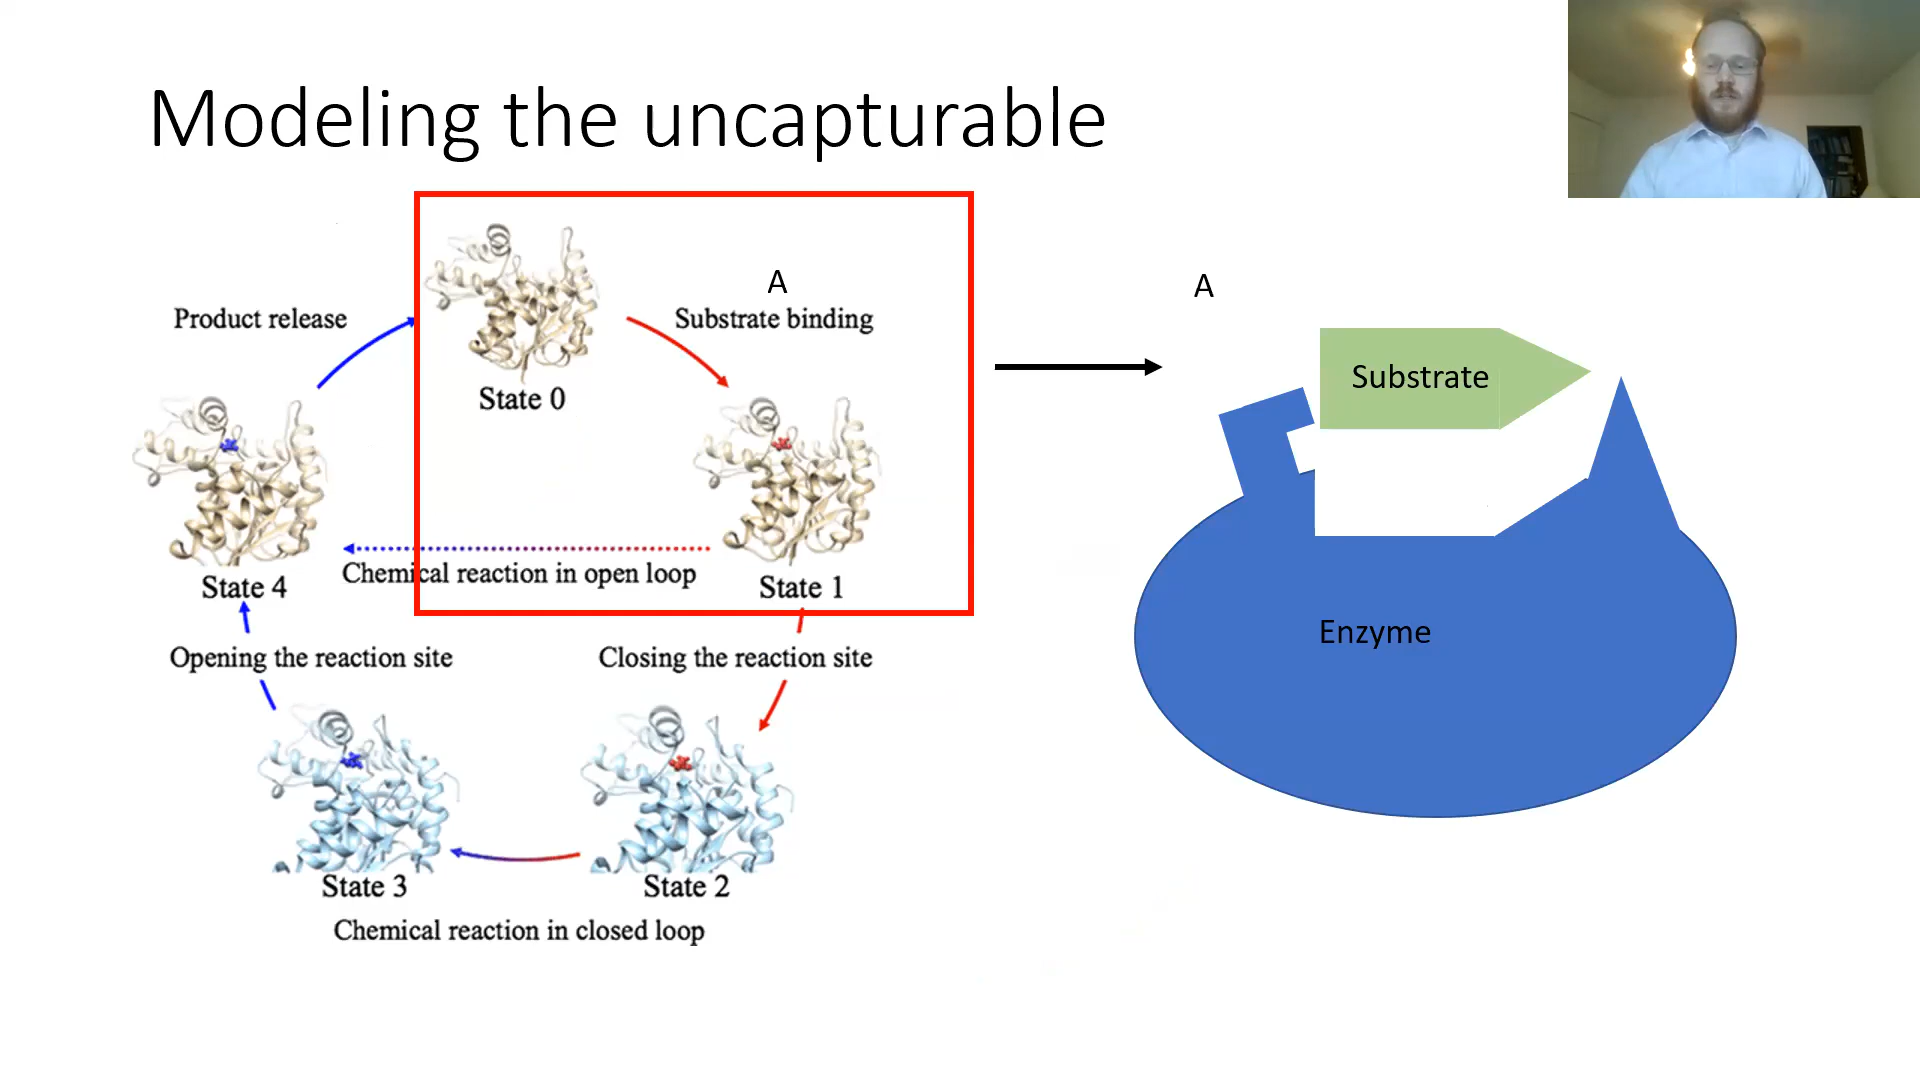 Modeling the uncapturable
A
Product release
Substrate binding
State 0
State 4
Chemical reaction in open loop
State 1
Opening the reaction site
Closing the reaction site
State 3
State 2
Chemical reaction in closed loop
A
Substrate
Enzyme